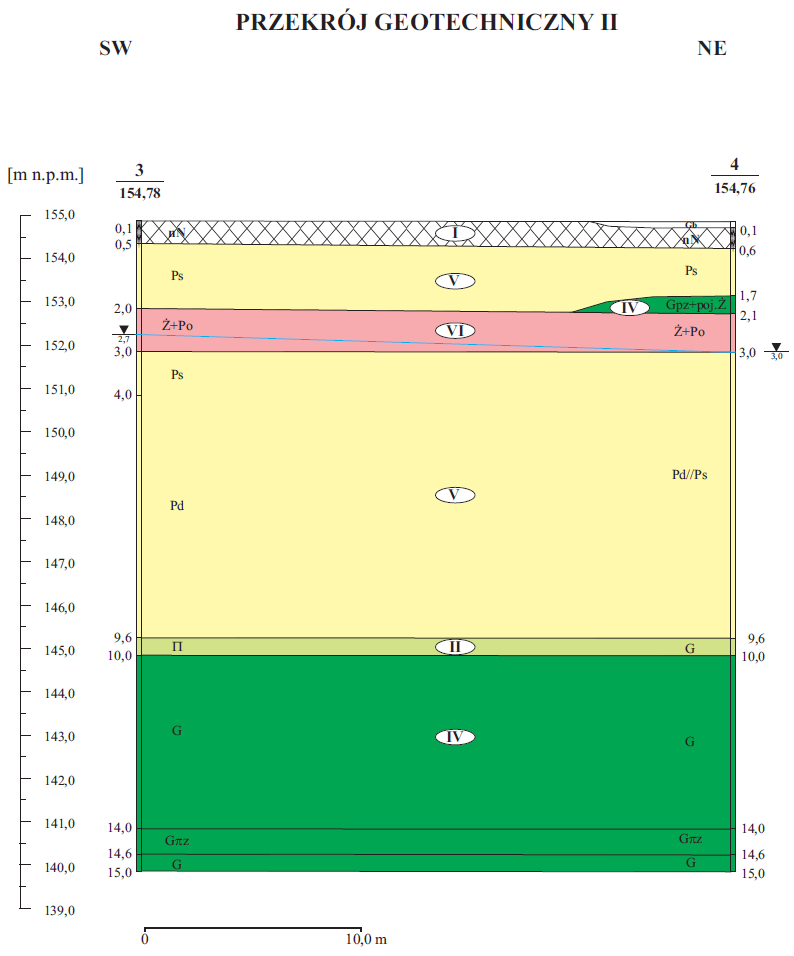 PRZEKRÓJ GEOTECHNICZNY II
SW NE
[m n.p.m.] 3 4
154,78 154,76
155,0
0,1 nN I Gb 0,1
0,5 nN 0,6
154,0
Ps V Ps
153,0 1,7
2,0 IV Gpz+poj.Ż 2,1
Ż+Po VI Ż+Po
2,7
152,0 3,0 3,0 3,0
Ps
151,0
4,0
150,0
149,0 Pd//Ps
V
148,0 Pd
147,0
146,0
9,6 9,6
145,0 Π II G
10,0 10,0
144,0
143,0 G IV G
142,0
141,0
14,0 14,0
Gπz Gπz
14,6 14,6
140,0 G G
15,0 15,0
139,0
0 10,0 m